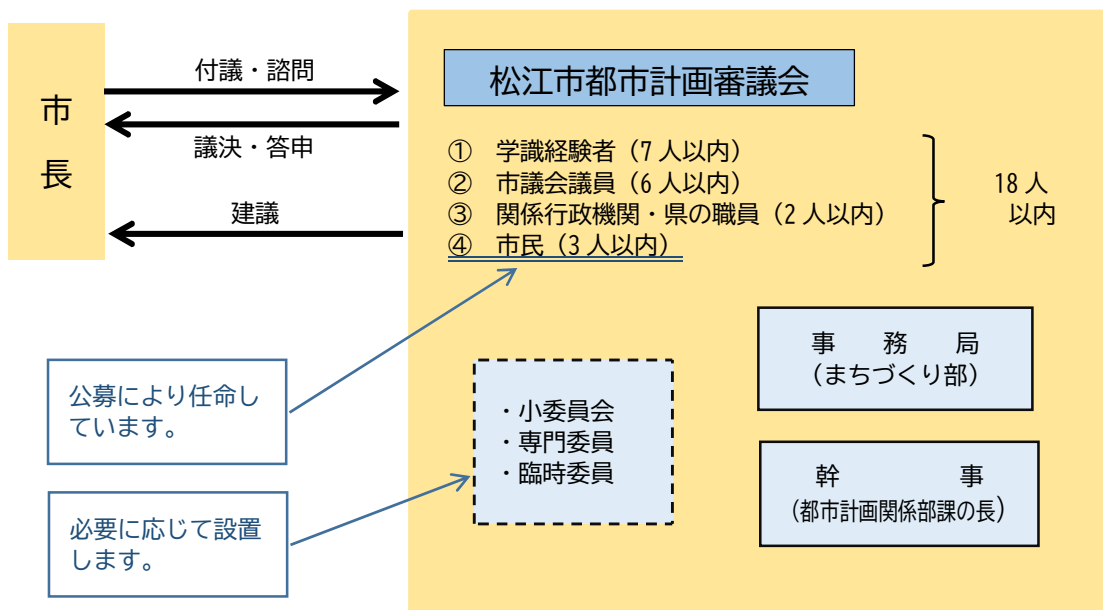 市
長
付議・諮問
議決・答申
建議
松江市都市計画審議会
① 学識経験者(7人以内)
② 市議会議員(6人以内)
③ 関係行政機関・県の職員(2人以内)
④ 市民(3人以内)
18人
以内
公募により任命し
ています。
必要に応じて設置
します。
・小委員会
・専門委員
・臨時委員
事 務 局
(まちづくり部)
幹 事
(都市計画関係部課の長)